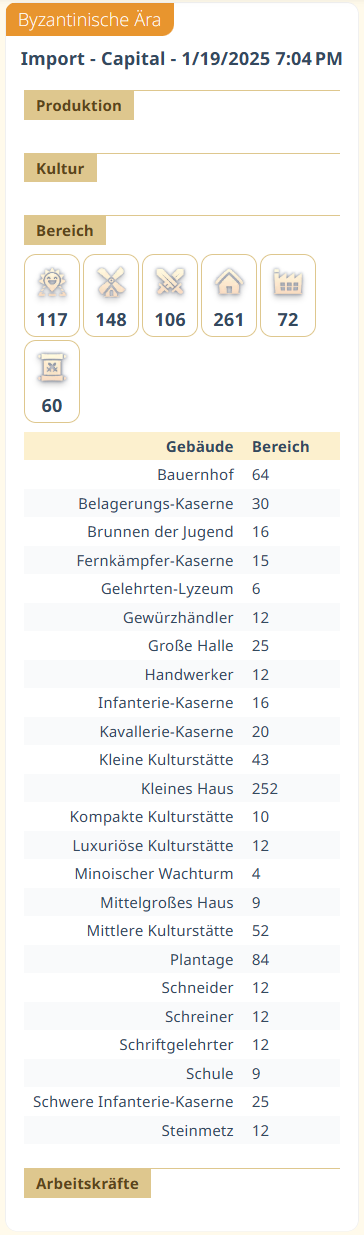 Byzantinische Ära
Import - Capital - 1/19/2025 7:04 PM
Produktion
Kultur
Bereich
117 148 106 261 72
60
Gebäude Bereich
Bauernhof 64
Belagerungs-Kaserne 30
Brunnen der Jugend 16
Fernkämpfer-Kaserne 15
Gelehrten-Lyzeum 6
Gewürzhändler 12
Große Halle 25
Handwerker 12
Infanterie-Kaserne 16
Kavallerie-Kaserne 20
Kleine Kulturstätte 43
Kleines Haus 252
Kompakte Kulturstätte 10
Luxuriöse Kulturstätte 12
Minoischer Wachturm 4
Mittelgroßes Haus 9
Mittlere Kulturstätte 52
Plantage 84
Schneider 12
Schreiner 12
Schriftgelehrter 12
Schule 9
Schwere Infanterie-Kaserne 25
Steinmetz 12
Arbeitskräfte